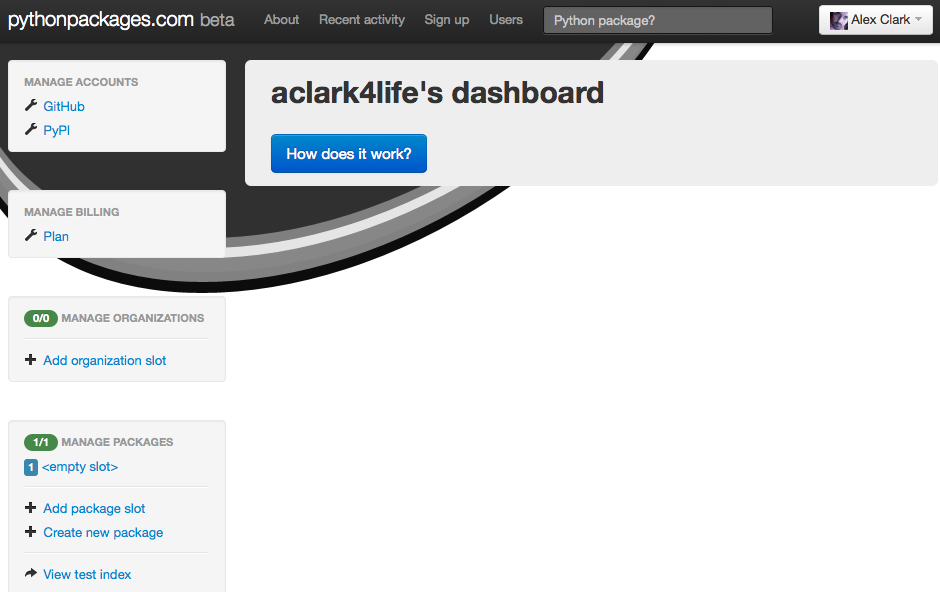 pythonpackages.com beta About Recent activity Sign up Users Python package? Alex Clark
MANAGE ACCOUNTS
GitHub
PyPI
aclark4life's dashboard
How does it work?
MANAGE BILLING
Plan
0/0 MANAGE ORGANIZATIONS
Add organization slot
1/1 MANAGE PACKAGES
1 <empty slot>
Add package slot
Create new package
View test index